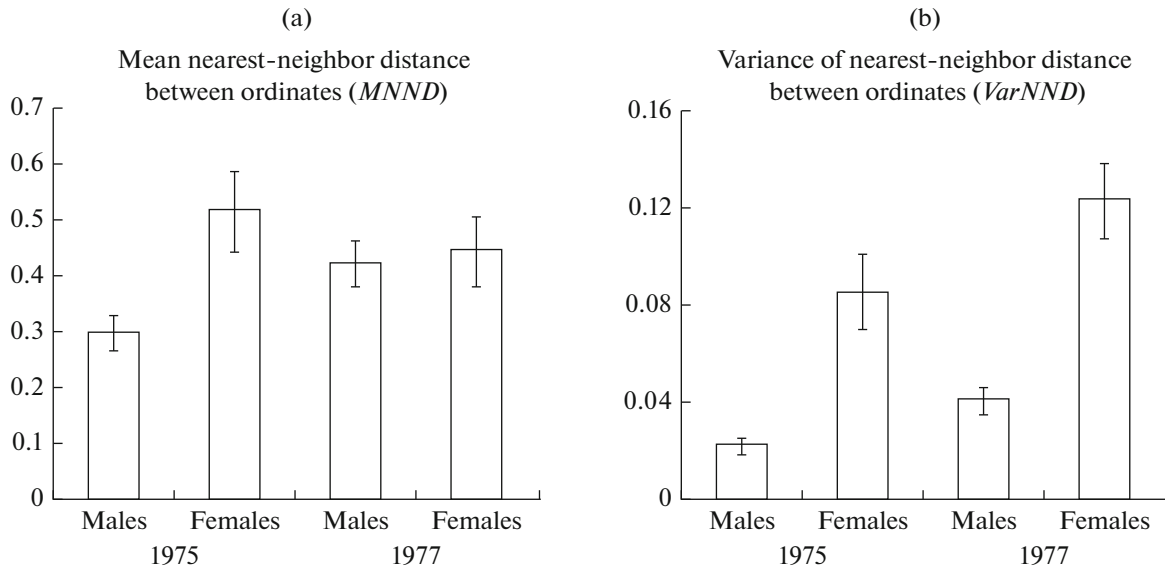 (a)
Mean nearest-neighbor distance
between ordinates (MNND)
0.7
0.6
0.5
0.4
0.3
0.2
0.1
0
Males Females Males Females
1975 1977
(b)
Variance of nearest-neighbor distance
between ordinates (VarNND)
0.16
0.12
0.08
0.04
0
Males Females Males Females
1975 1977